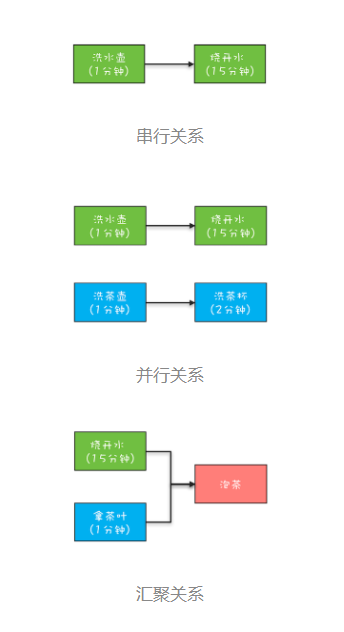 洗水壶
(1分钟)
烧开水
(15分钟)
串行关系
洗水壶
(1分钟)
烧开水
(15分钟)
洗茶壶
(1分钟)
洗茶杯
(2分钟)
并行关系
烧开水
(15分钟)
拿茶叶
(1分钟)
泡茶
汇聚关系